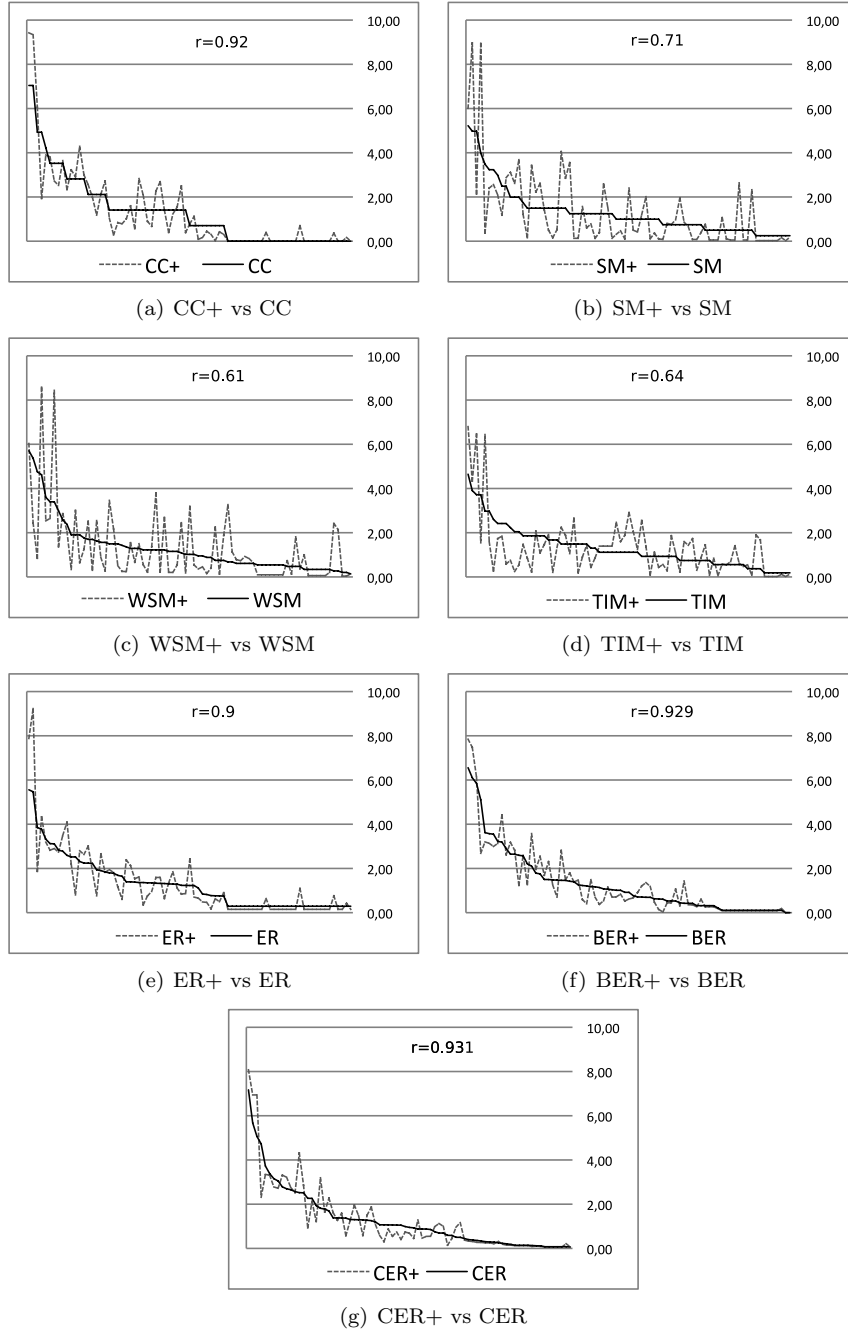 r=0.92
10,00
8,00
6,00
4,00
2,00
0,00
CC+ CC
(a) CC+ vs CC
r=0.71
10,00
8,00
6,00
4,00
2,00
0,00
SM+ SM
(b) SM+ vs SM
r=0.61
10,00
8,00
6,00
4,00
2,00
0,00
WSM+ WSM
(c) WSM+ vs WSM
r=0.64
10,00
8,00
6,00
4,00
2,00
0,00
TIM+ TIM
(d) TIM+ vs TIM
r=0.9
10,00
8,00
6,00
4,00
2,00
0,00
ER+ ER
(e) ER+ vs ER
r=0.929
10,00
8,00
6,00
4,00
2,00
0,00
BER+ BER
(f) BER+ vs BER
r=0.931
10,00
8,00
6,00
4,00
2,00
0,00
CER+ CER
(g) CER+ vs CER